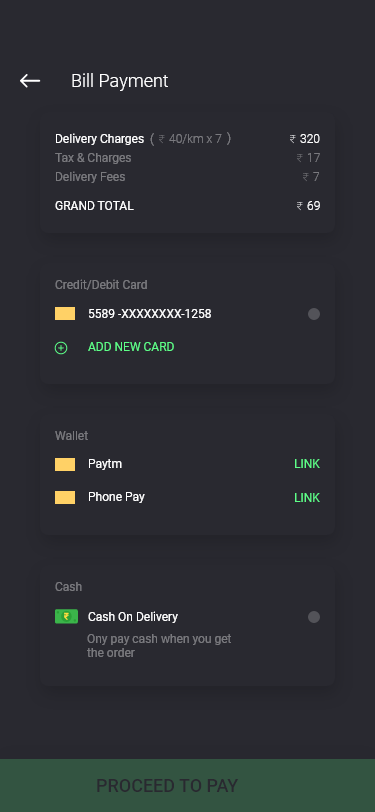 Bill Payment
Delivery Charges ( ₹ 40/km x 7 ) ₹ 320
Tax & Charges ₹ 17
Delivery Fees ₹ 7
GRAND TOTAL ₹ 69
Credit/Debit Card
5589 -XXXXXXXX-1258
ADD NEW CARD
Wallet
Paytm LINK
Phone Pay LINK
Cash
₹ Cash On Delivery
Ony pay cash when you get
the order
PROCEED TO PAY